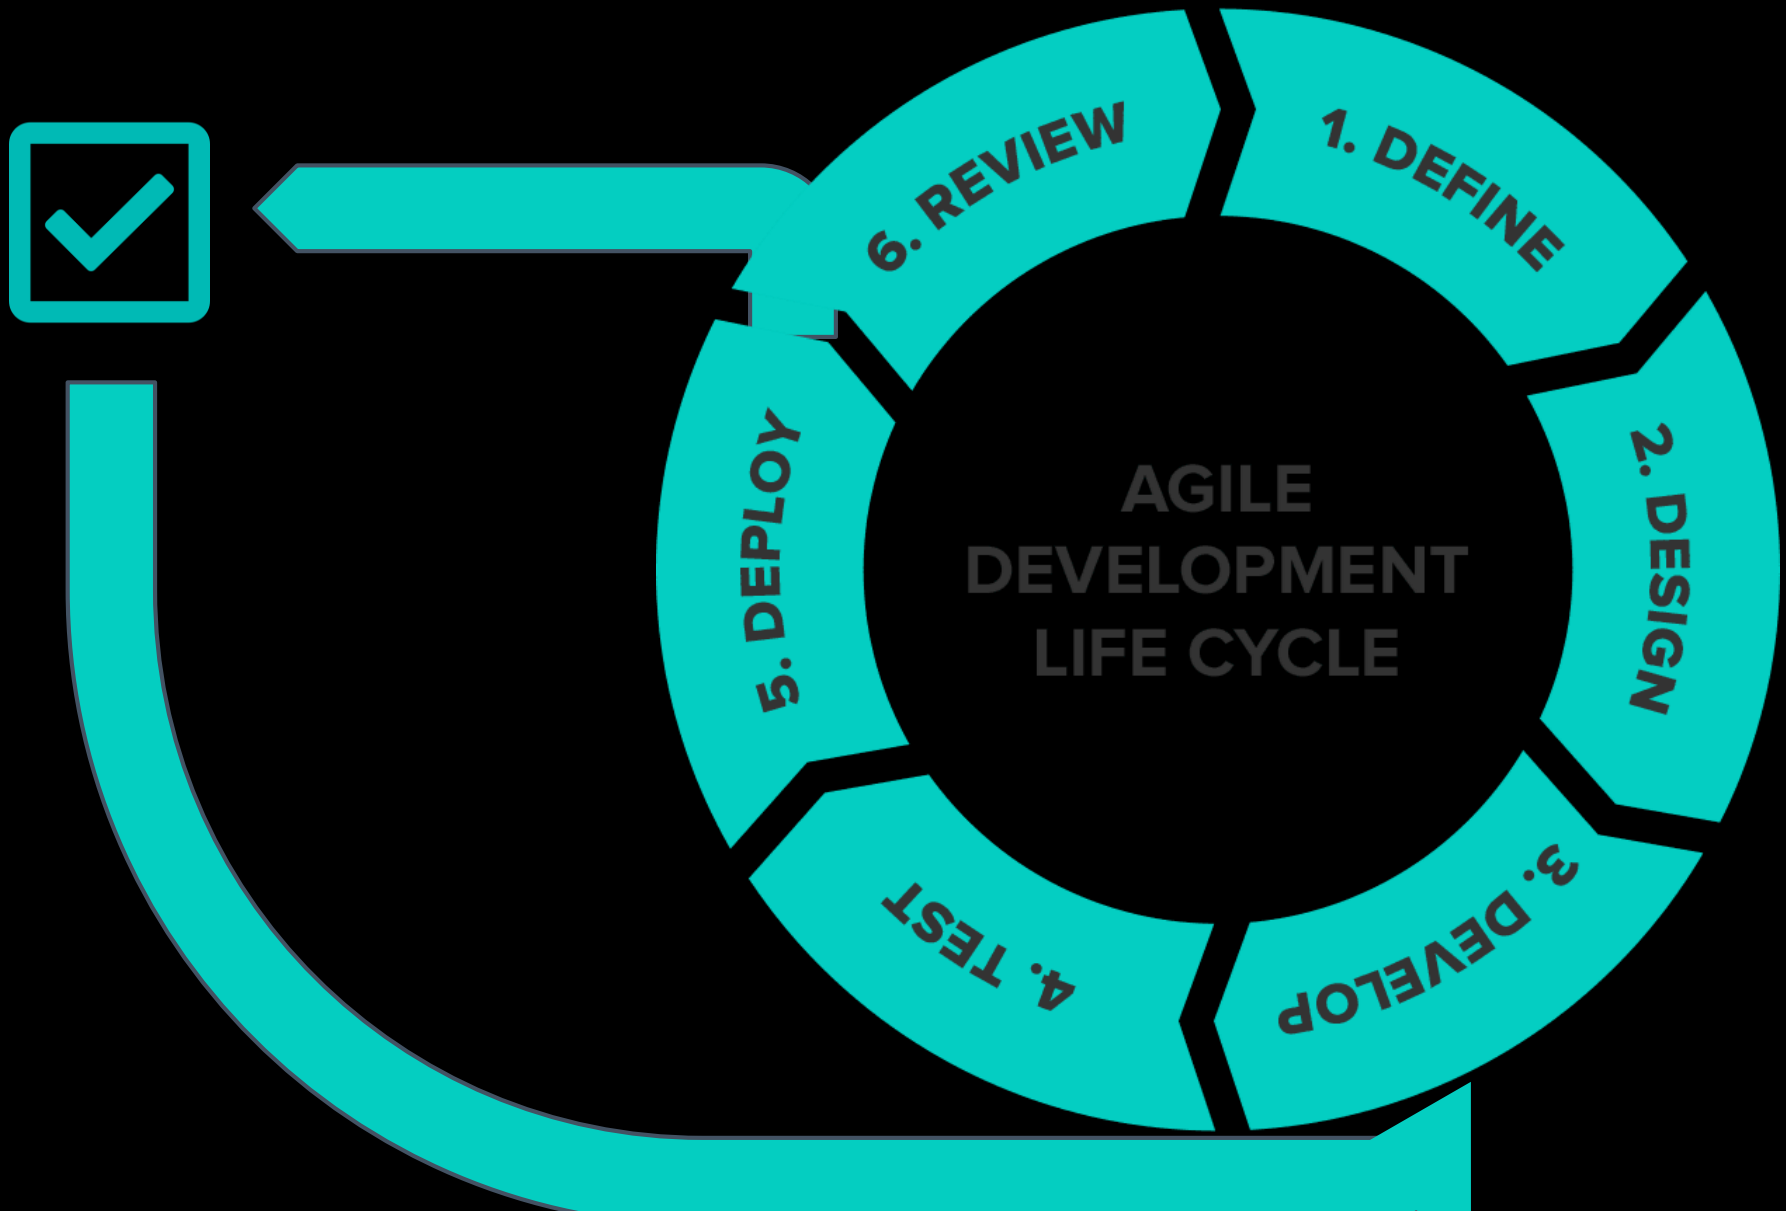 1. DEFINE
2. DESIGN
3. DEVELOP
4. TEST
5. DEPLOY
6. REVIEW
AGILE
DEVELOPMENT
LIFE CYCLE